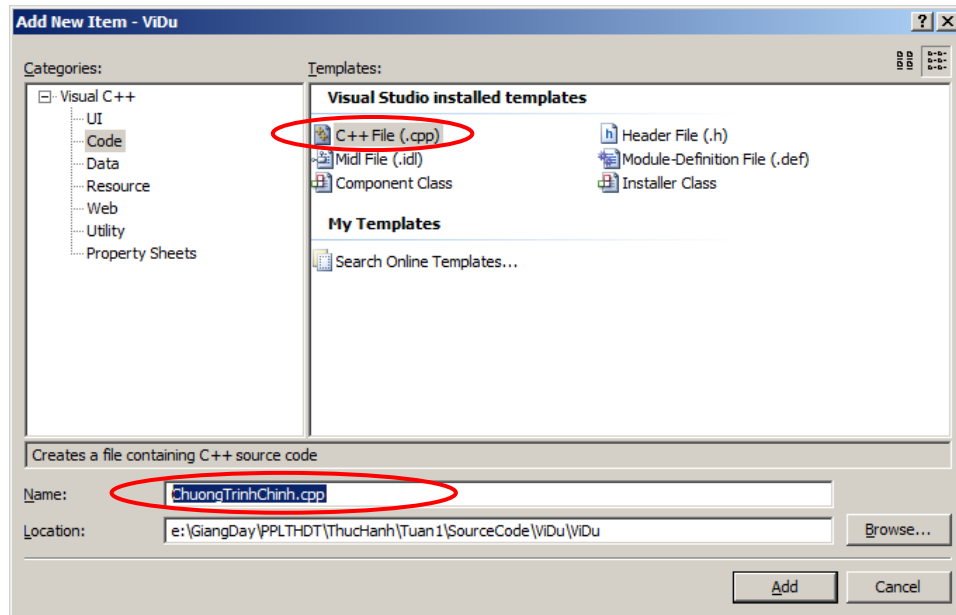 Add New Item - ViDu
Categories:
Templates:
Visual C++
UI
Code
Data
Resource
Web
Utility
Property Sheets
Visual Studio installed templates
C++ File (.cpp)
Header File (.h)
Midl File (.idl)
Module-Definition File (.def)
Component Class
Installer Class
My Templates
Search Online Templates...
Creates a file containing C++ source code
Name:
ChuongTrinhChinh.cpp
Location:
e:\GiangDay\PPLTHDT\ThucHanh\Tuan1\SourceCode\ViDu\ViDu
Browse...
Add
Cancel